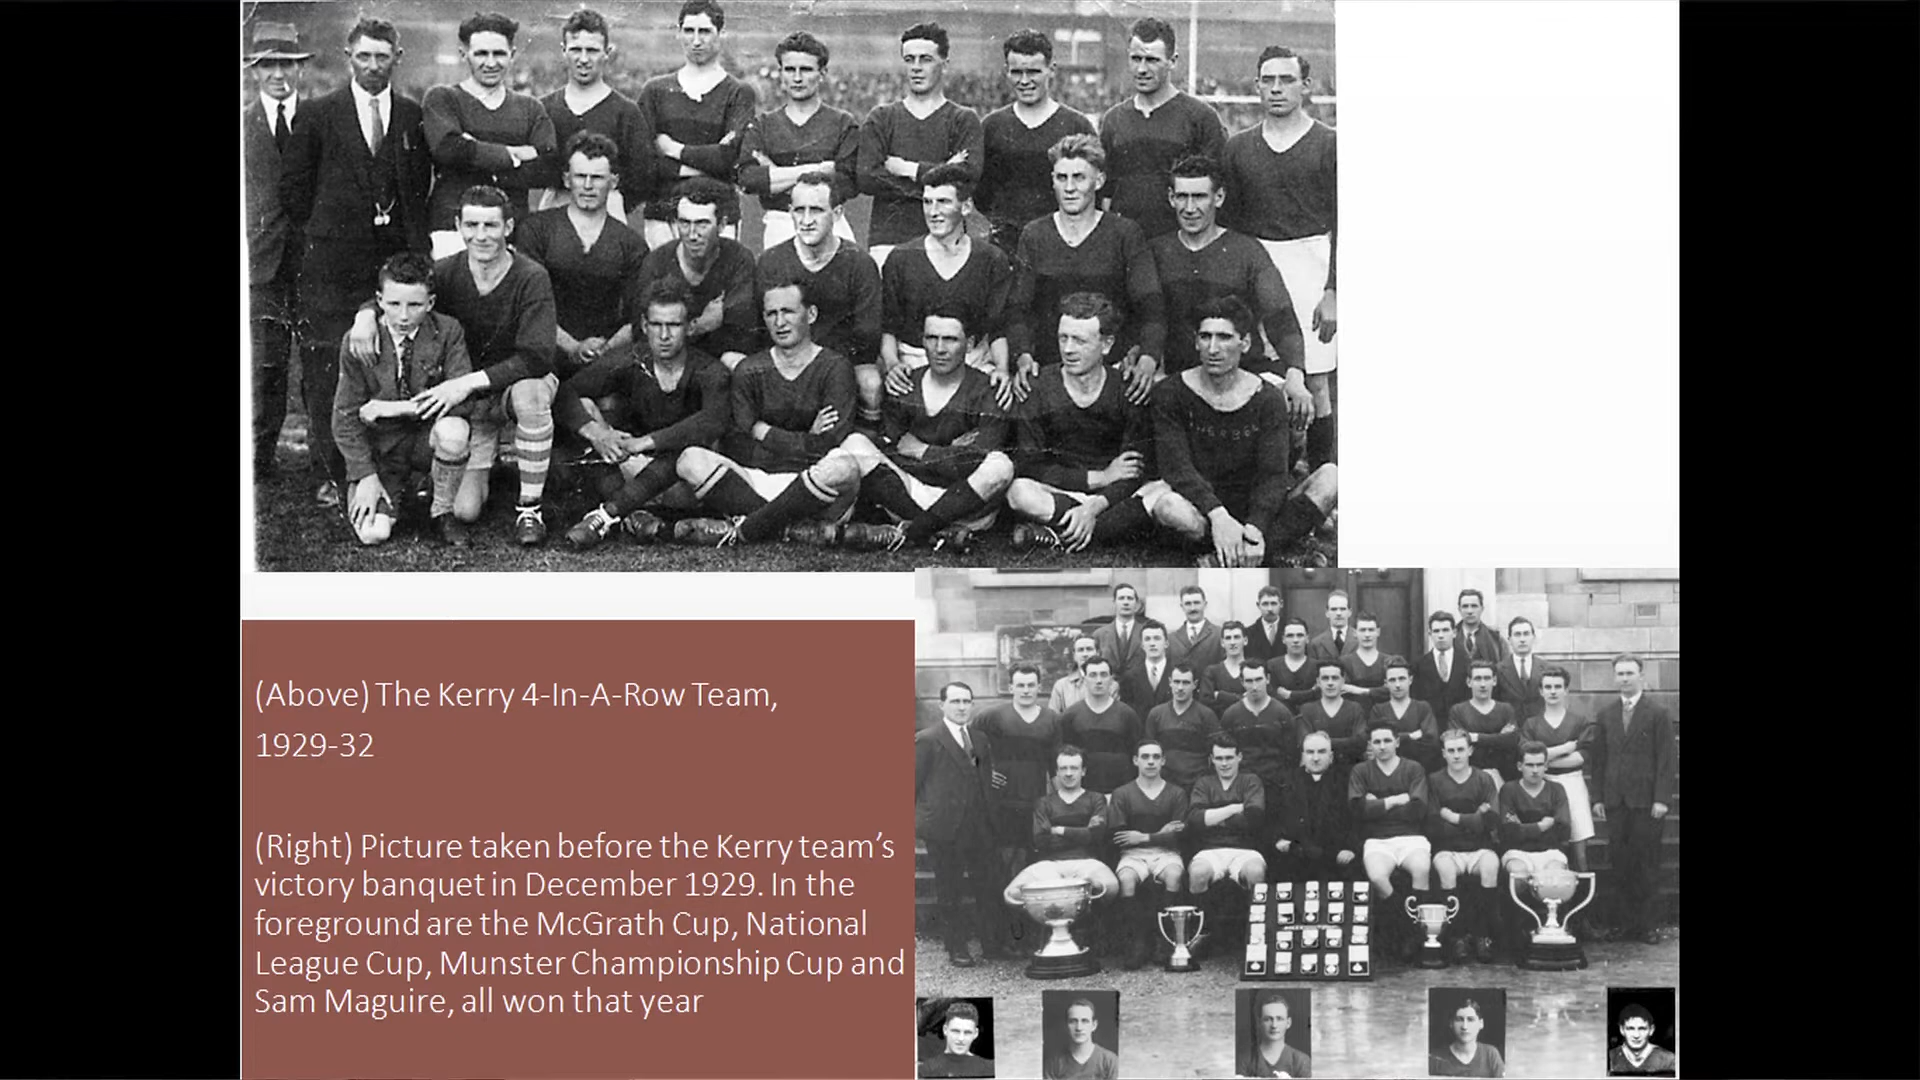 (Above) The Kerry 4-In-A-Row Team,
1929-32
(Right) Picture taken before the Kerry team’s
victory banquet in December 1929. In the
foreground are the McGrath Cup, National
League Cup, Munster Championship Cup and
Sam Maguire, all won that year